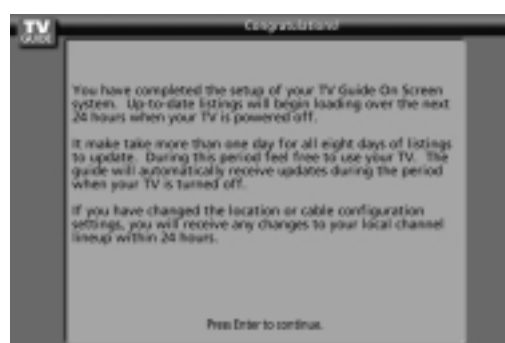 TV
GUIDE
Congratulations!
You have completed the setup of your TV Guide On Screen
system. Up-to-date listings will begin loading over the next
24 hours when your TV is powered off.
It make take more than one day for all eight days of listings
to update. During this period feel free to use your TV. The
guide will automatically receive updates during the period
when your TV is turned off.
If you have changed the location or cable configuration
settings, you will receive any changes to your local channel
lineup within 24 hours.
Press Enter to continue.